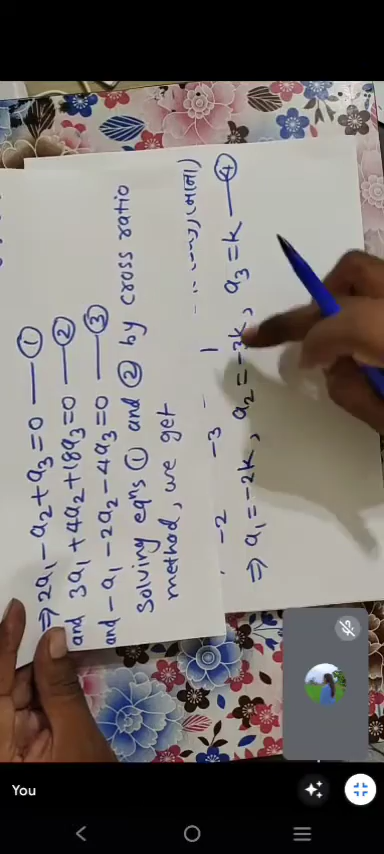 ⇒ 2a₁ - a₂ + a₃ = 0 — ①
and 3a₁ + 4a₂ + 18a₃ = 0 — ②
and -a₁ - 2a₂ - 4a₃ = 0 — ③
Solving eqns ① and ② by cross ratio
method, we get
-2 -3 1
⇒ a₁ = -2k, a₂ = -3k, a₃ = k — ④
You